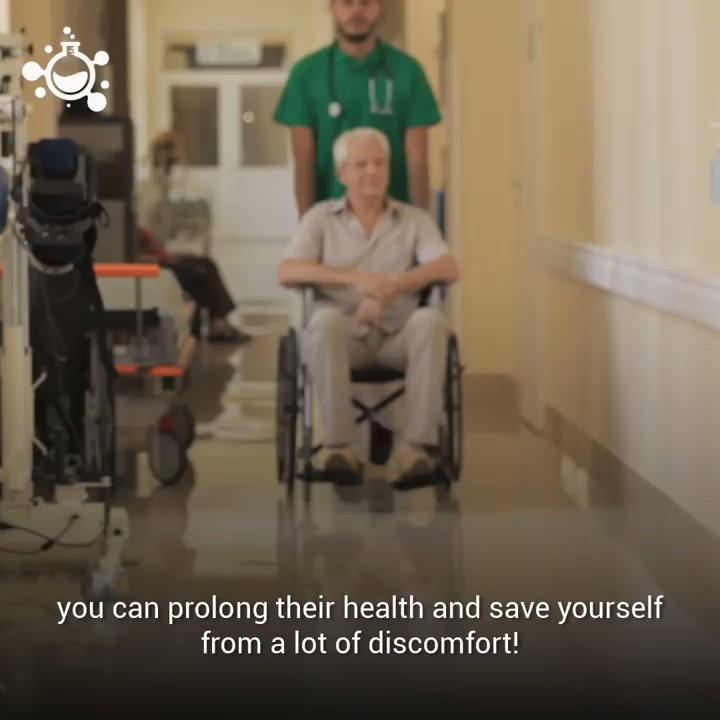 you can prolong their health and save yourself
from a lot of discomfort!